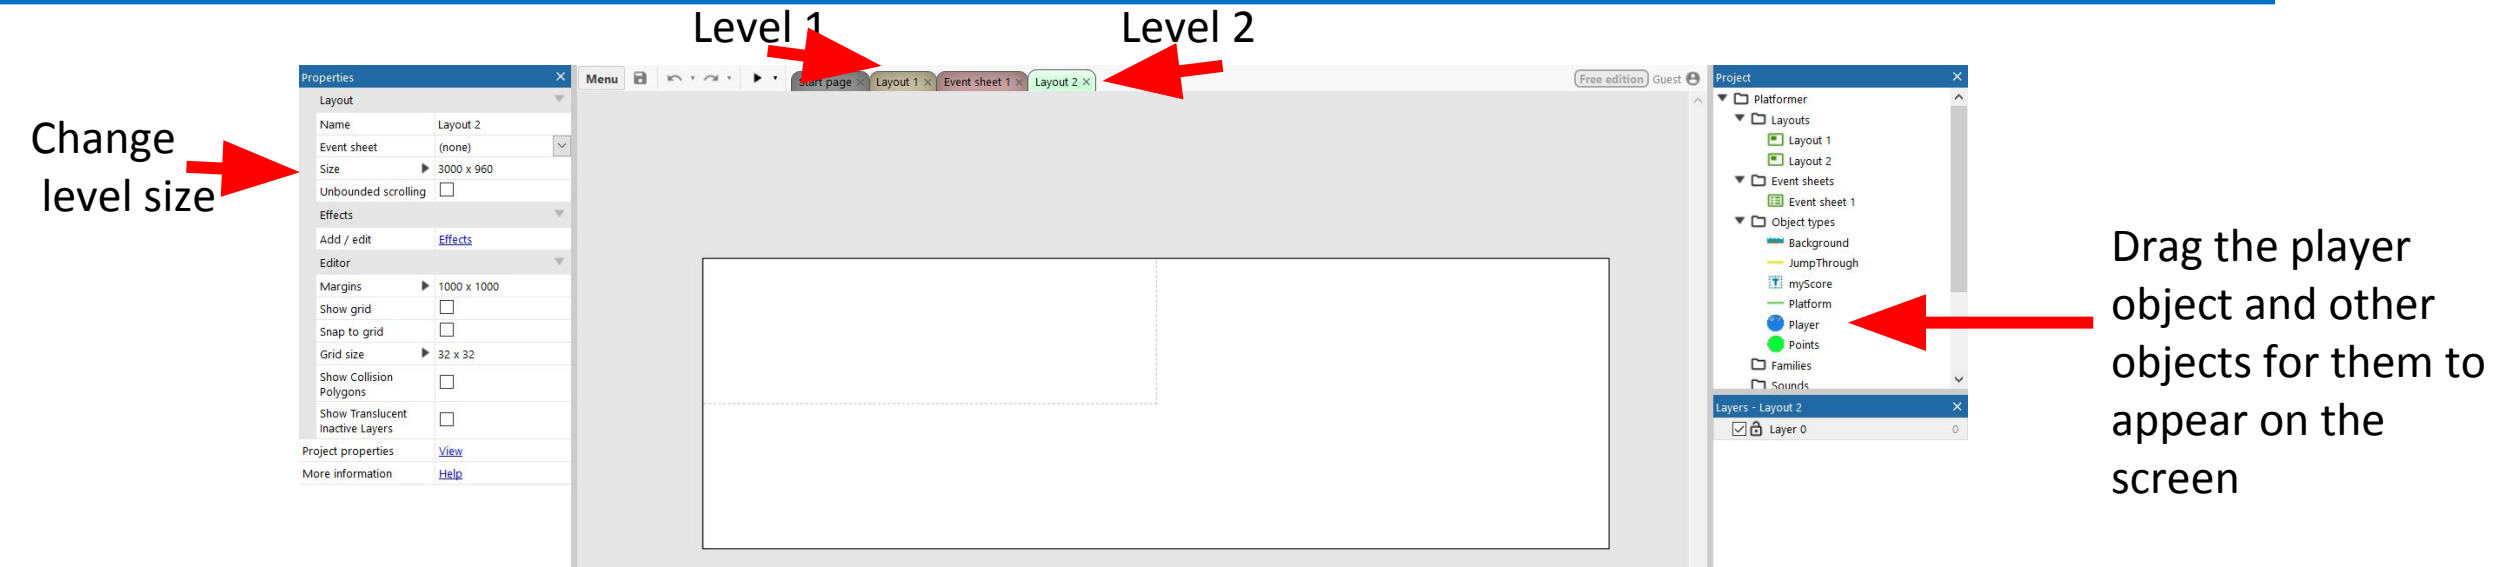 Level 1
Level 2
Change
level size
Properties
Layout
Name Layout 2
Event sheet (none)
Size 3000 x 960
Unbounded scrolling
Effects
Add / edit Effects
Editor
Margins 1000 x 1000
Show grid
Snap to grid
Grid size 32 x 32
Show Collision
Polygons
Show Translucent
Inactive Layers
Project properties View
More information Help
Menu
Start page Layout 1 Event sheet 1 Layout 2
Free edition Guest
Project
Platformer
Layouts
Layout 1
Layout 2
Event sheets
Event sheet 1
Object types
Background
JumpThrough
myScore
Platform
Player
Points
Families
Sounds
Layers - Layout 2
Layer 0 0
Drag the player
object and other
objects for them to
appear on the
screen